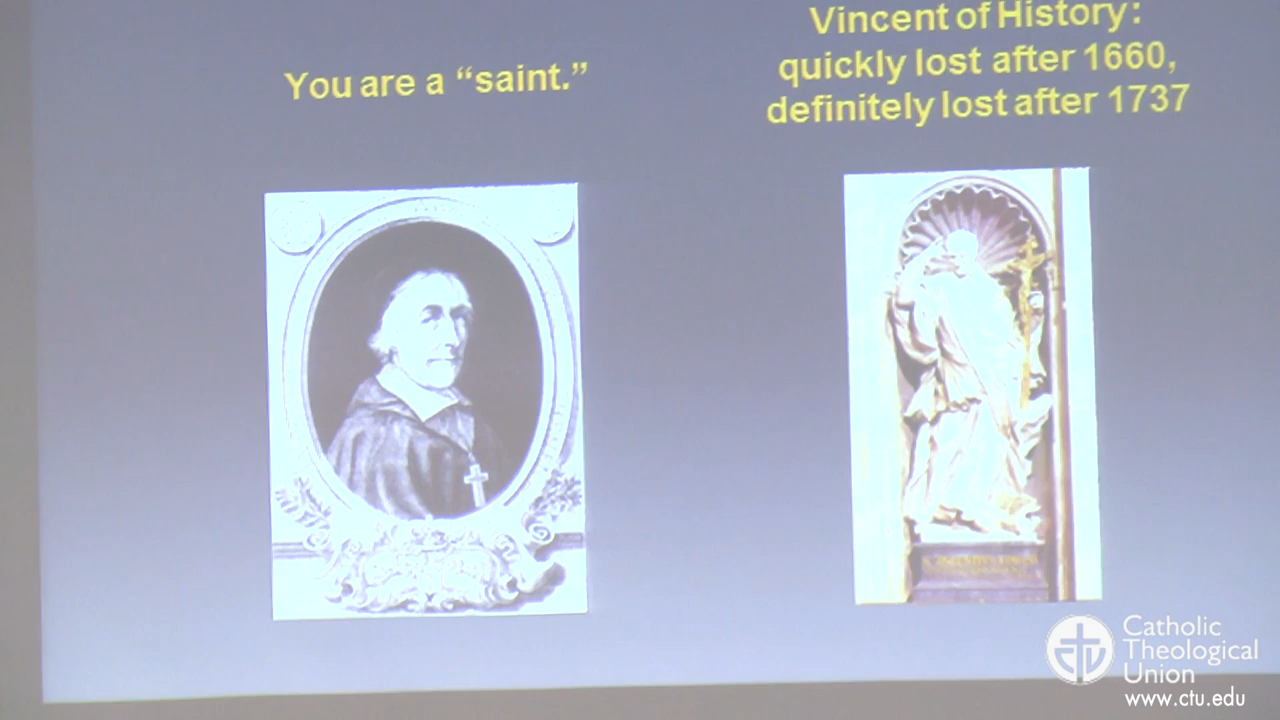 You are a “saint.”
Vincent of History:
quickly lost after 1660,
definitely lost after 1737
Catholic
Theological
Union
www.ctu.edu